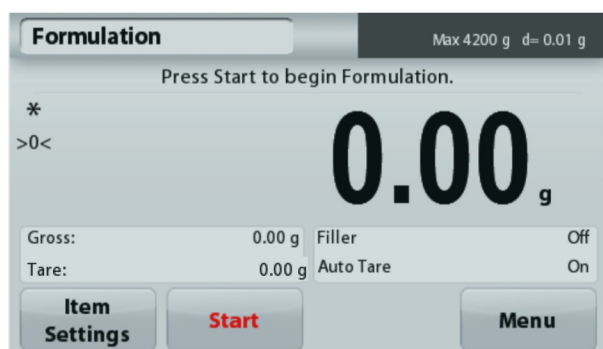 Formulation
Max 4200 g d= 0.01 g
Press Start to begin Formulation.
*
>0<
0.00 g
Gross: 0.00 g
Tare: 0.00 g
Filler Off
Auto Tare On
Item
Settings
Start
Menu